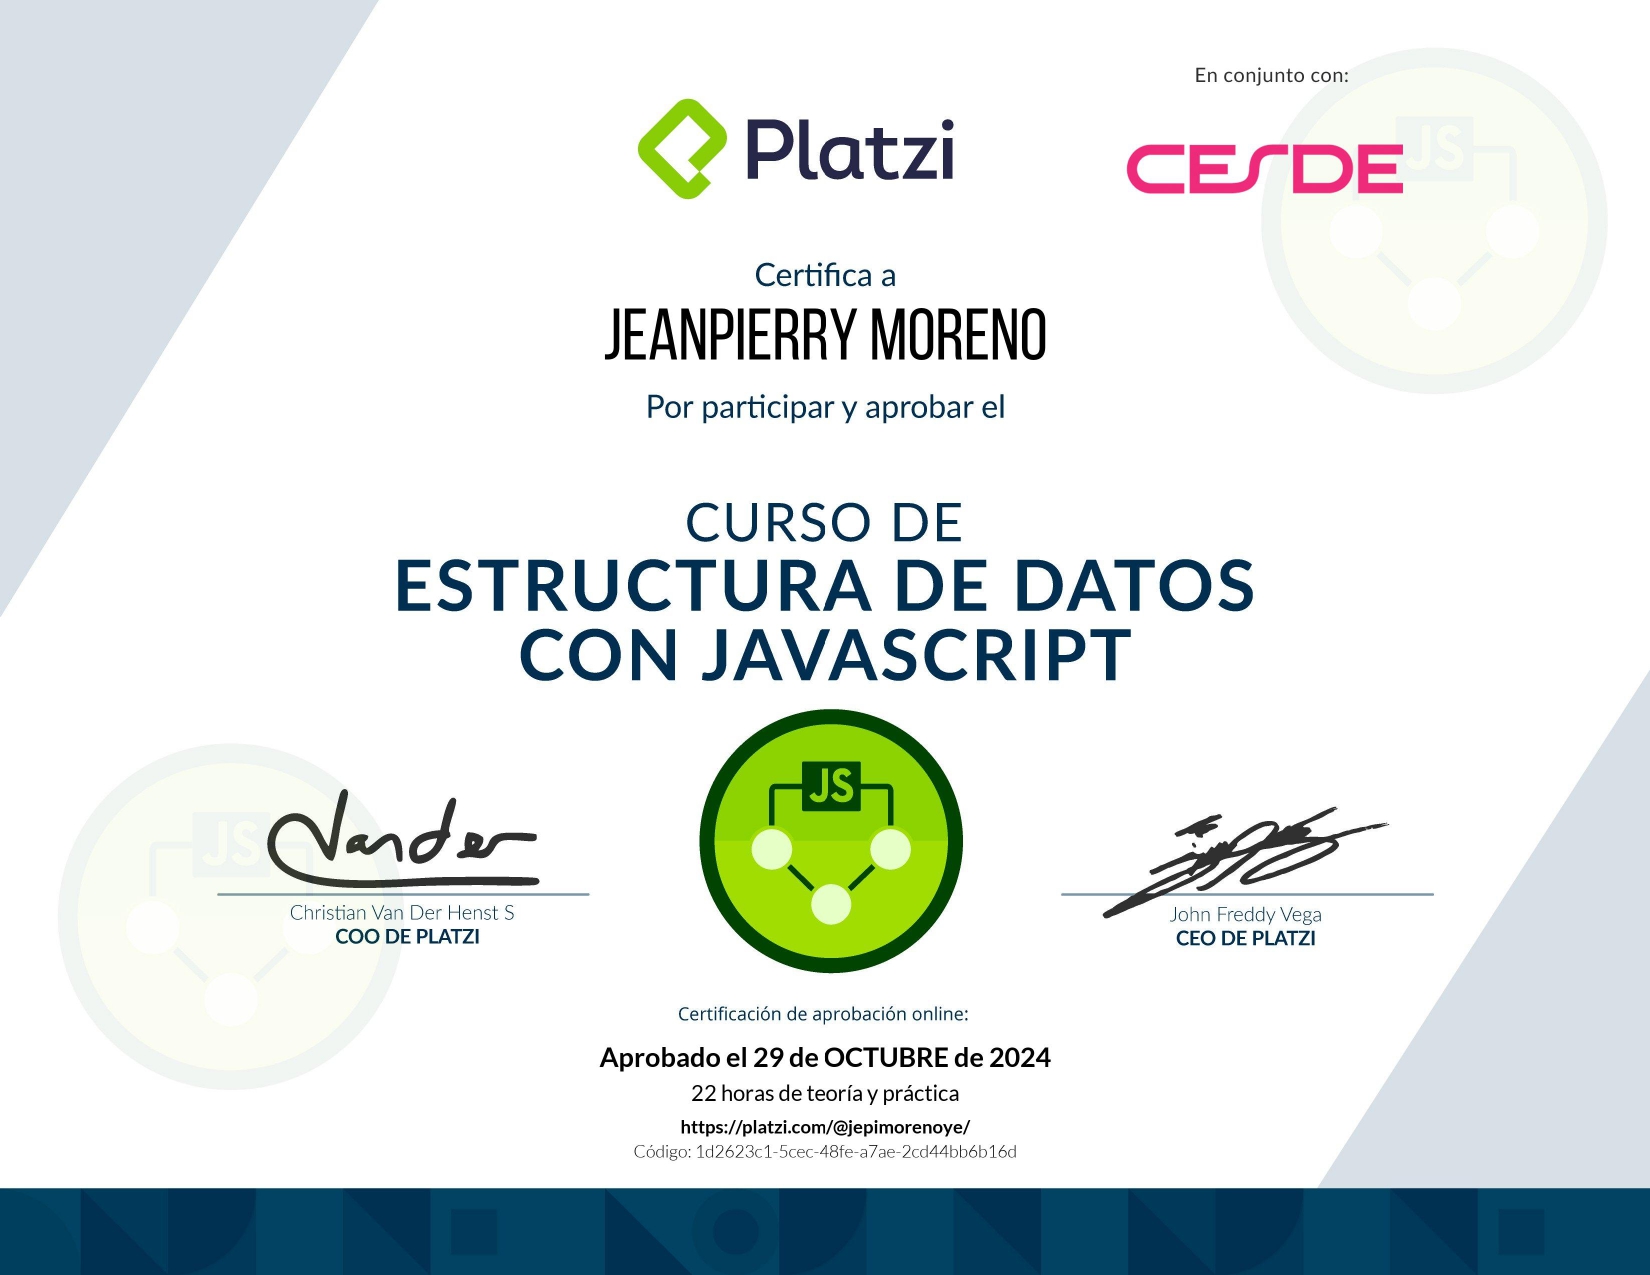 En conjunto con:
Platzi
CESDE
JS
Certifica a
JEANPIERRY MORENO
Por participar y aprobar el
CURSO DE
ESTRUCTURA DE DATOS
CON JAVASCRIPT
JS
JS
Vander
Christian Van Der Henst S
COO DE PLATZI
John Freddy Vega
CEO DE PLATZI
Certificación de aprobación online:
Aprobado el 29 de OCTUBRE de 2024
22 horas de teoría y práctica
https://platzi.com/@jepimorenoye/
Código: 1d2623c1-5cec-48fe-a7ae-2cd44bb6b16d